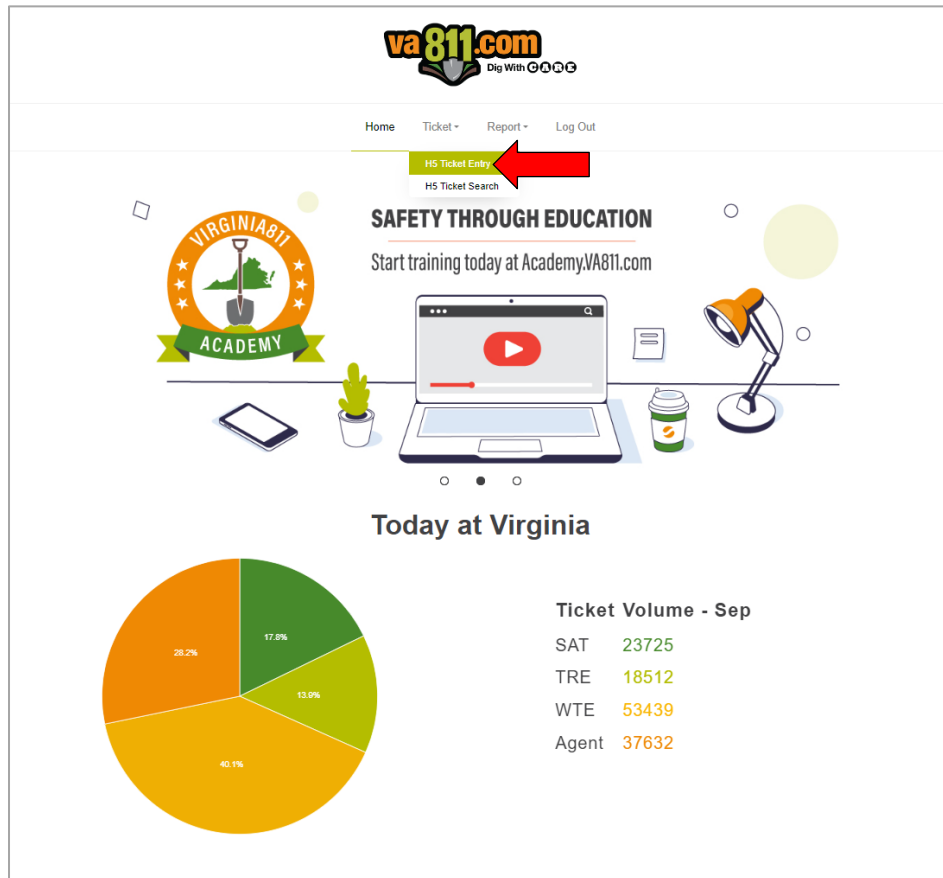 va811.com
Dig With CARE
Home Ticket Report Log Out
H5 Ticket Entry
H5 Ticket Search
VIRGINIA811
ACADEMY
SAFETY THROUGH EDUCATION
Start training today at Academy.VA811.com
Today at Virginia
17.8%
28.2%
13.9%
40.1%
Ticket Volume - Sep
SAT 23725
TRE 18512
WTE 53439
Agent 37632